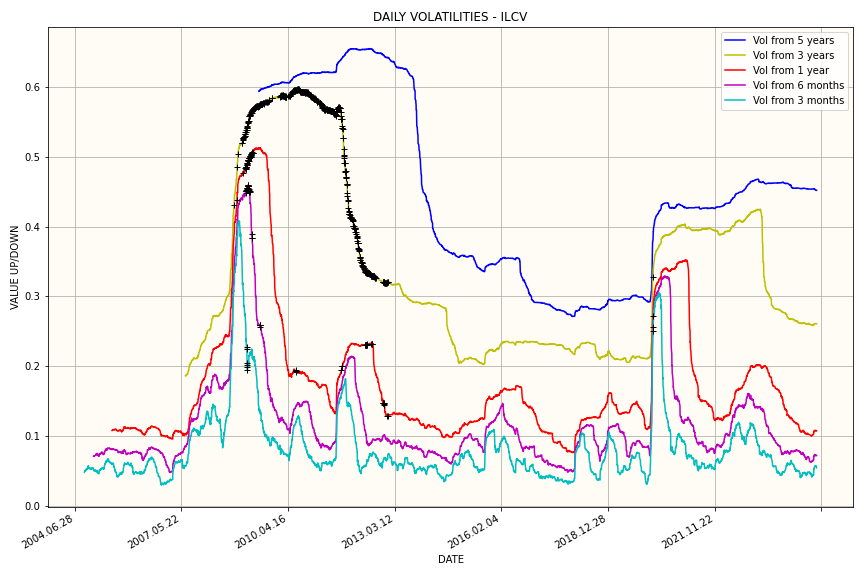 DAILY VOLATILITIES - ILCV
Vol from 5 years
Vol from 3 years
Vol from 1 year
Vol from 6 months
Vol from 3 months
VALUE UP/DOWN
0.6
0.5
0.4
0.3
0.2
0.1
0.0
2004.06.28
2007.05.22
2010.04.16
2013.03.12
2016.02.04
2018.12.28
2021.11.22
DATE